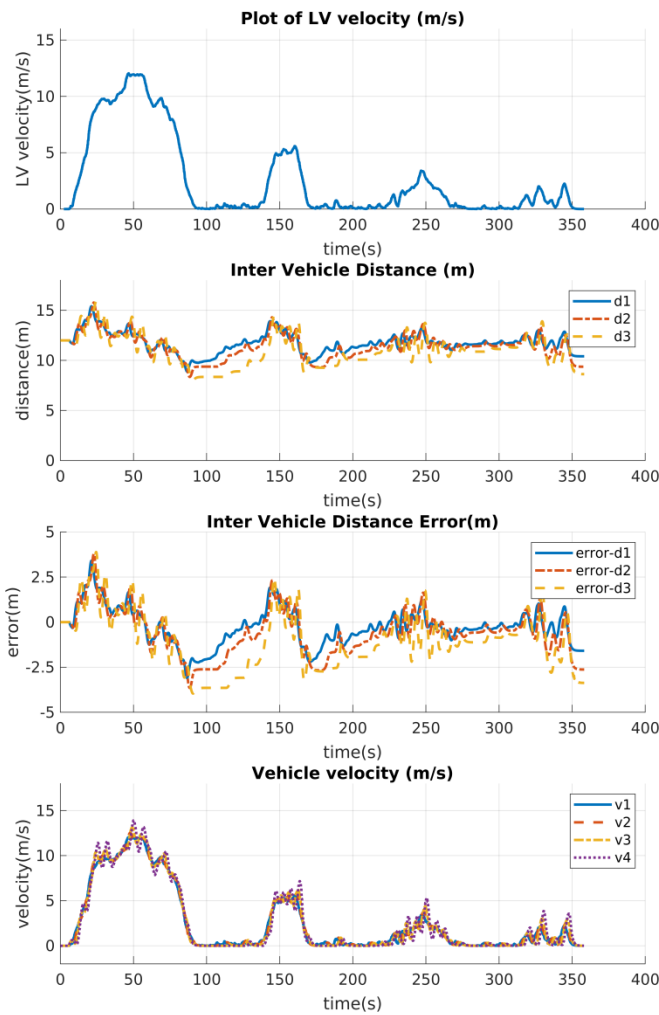 Plot of LV velocity (m/s)
LV velocity(m/s)
15
10
5
0
0 50 100 150 200 250 300 350 400
time(s)
Inter Vehicle Distance (m)
distance(m)
15
10
5
0
d1
d2
d3
0 50 100 150 200 250 300 350 400
time(s)
Inter Vehicle Distance Error(m)
error(m)
5
2.5
0
-2.5
-5
error-d1
error-d2
error-d3
0 50 100 150 200 250 300 350 400
time(s)
Vehicle velocity (m/s)
velocity(m/s)
15
10
5
0
v1
v2
v3
v4
0 50 100 150 200 250 300 350 400
time(s)